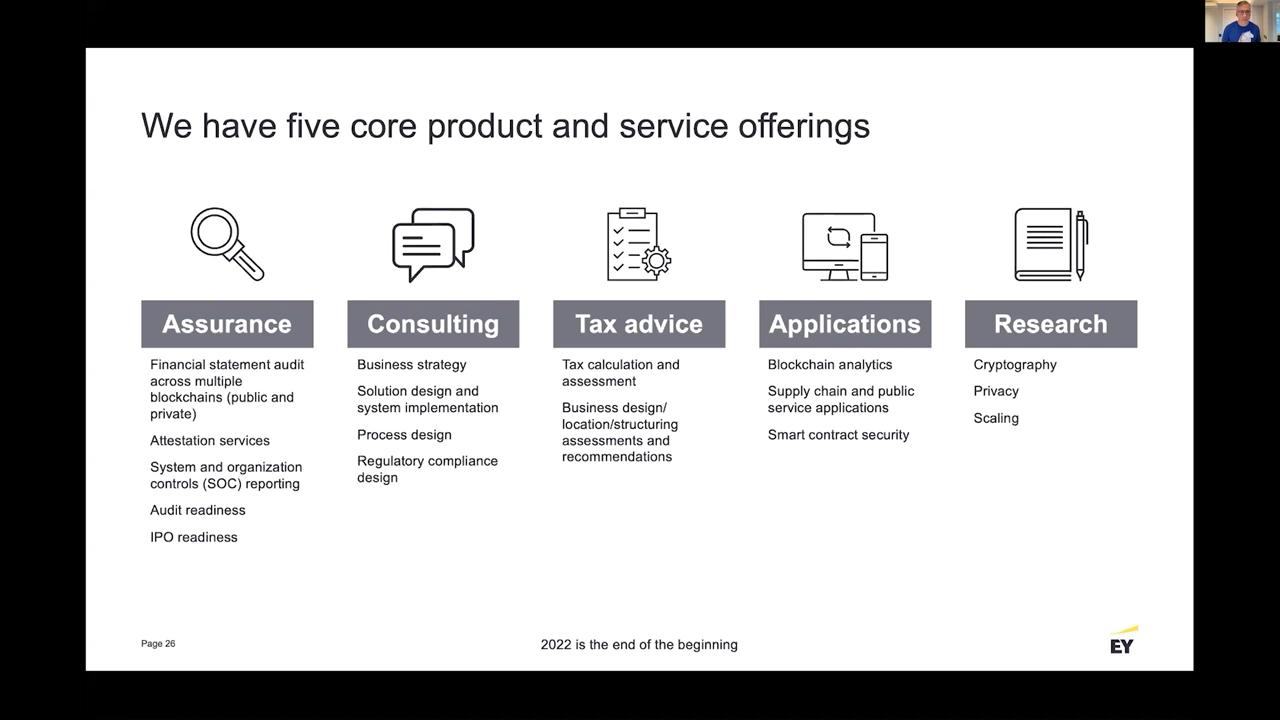 We have five core product and service offerings
Assurance
Financial statement audit
across multiple
blockchains (public and
private)
Attestation services
System and organization
controls (SOC) reporting
Audit readiness
IPO readiness
Consulting
Business strategy
Solution design and
system implementation
Process design
Regulatory compliance
design
Tax advice
Tax calculation and
assessment
Business design/
location/structuring
assessments and
recommendations
Applications
Blockchain analytics
Supply chain and public
service applications
Smart contract security
Research
Cryptography
Privacy
Scaling
Page 26
2022 is the end of the beginning
EY